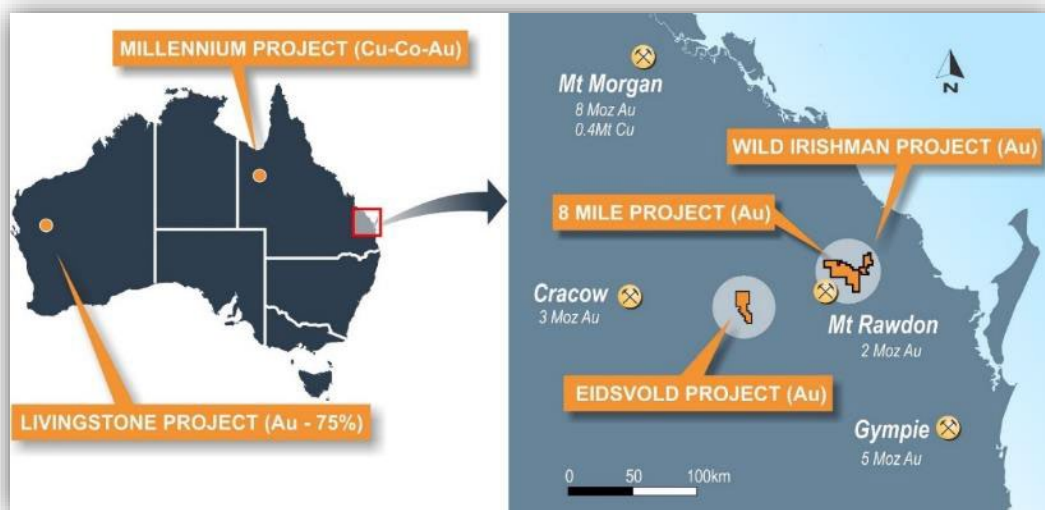 MILLENNIUM PROJECT (Cu-Co-Au)
LIVINGSTONE PROJECT (Au - 75%)
Mt Morgan
8 Moz Au
0.4Mt Cu
N
WILD IRISHMAN PROJECT (Au)
8 MILE PROJECT (Au)
Cracow
3 Moz Au
Mt Rawdon
2 Moz Au
EIDSVOLD PROJECT (Au)
Gympie
5 Moz Au
0 50 100km